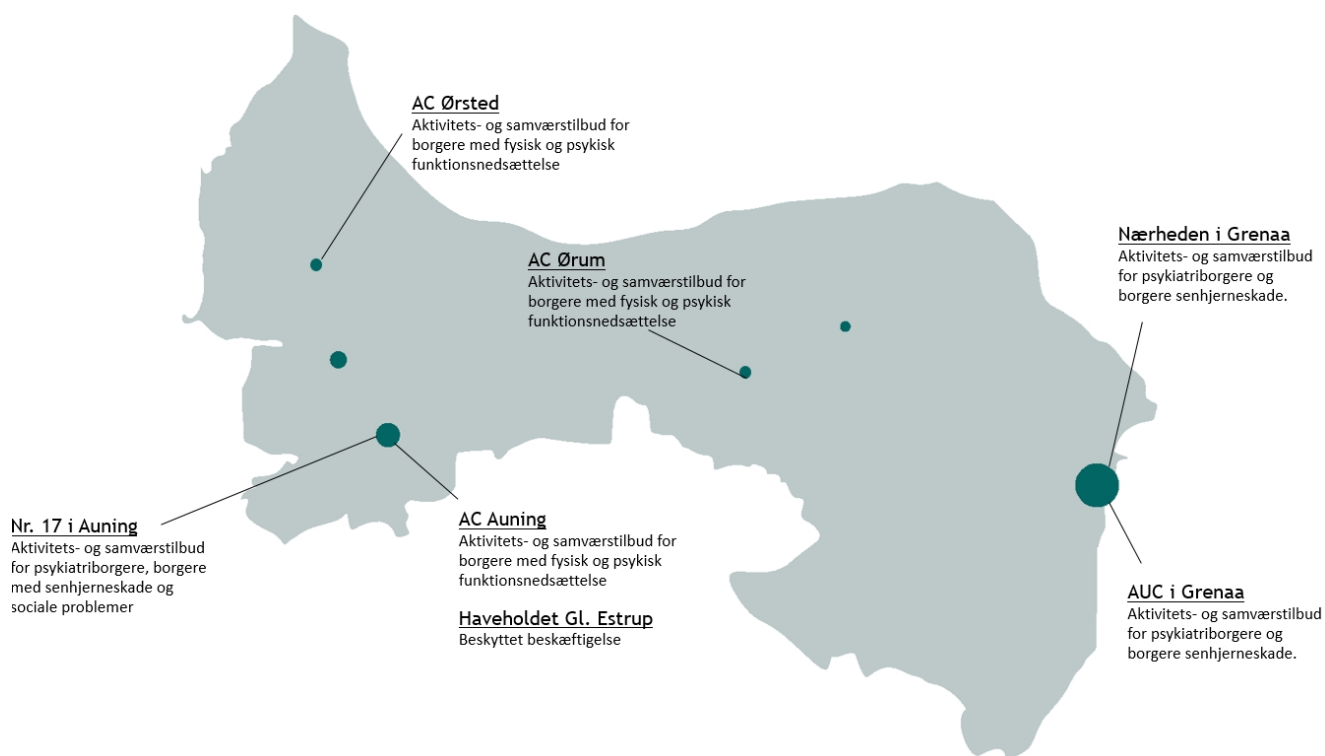 AC Ørsted
Aktivitets- og samværstilbud for
borgere med fysisk og psykisk
funktionsnedsættelse
AC Ørum
Aktivitets- og samværstilbud for
borgere med fysisk og psykisk
funktionsnedsættelse
Nærheden i Grenaa
Aktivitets- og samværstilbud
for psykiatriborgere og
borgere senhjerneskade.
Nr. 17 i Auning
Aktivitets- og samværstilbud
for psykiatriborgere, borgere
med senhjerneskade og
sociale problemer
AC Auning
Aktivitets- og samværstilbud for
borgere med fysisk og psykisk
funktionsnedsættelse
Haveholdet Gl. Estrup
Beskyttet beskæftigelse
AUC i Grenaa
Aktivitets- og samværstilbud
for psykiatriborgere og
borgere senhjerneskade.